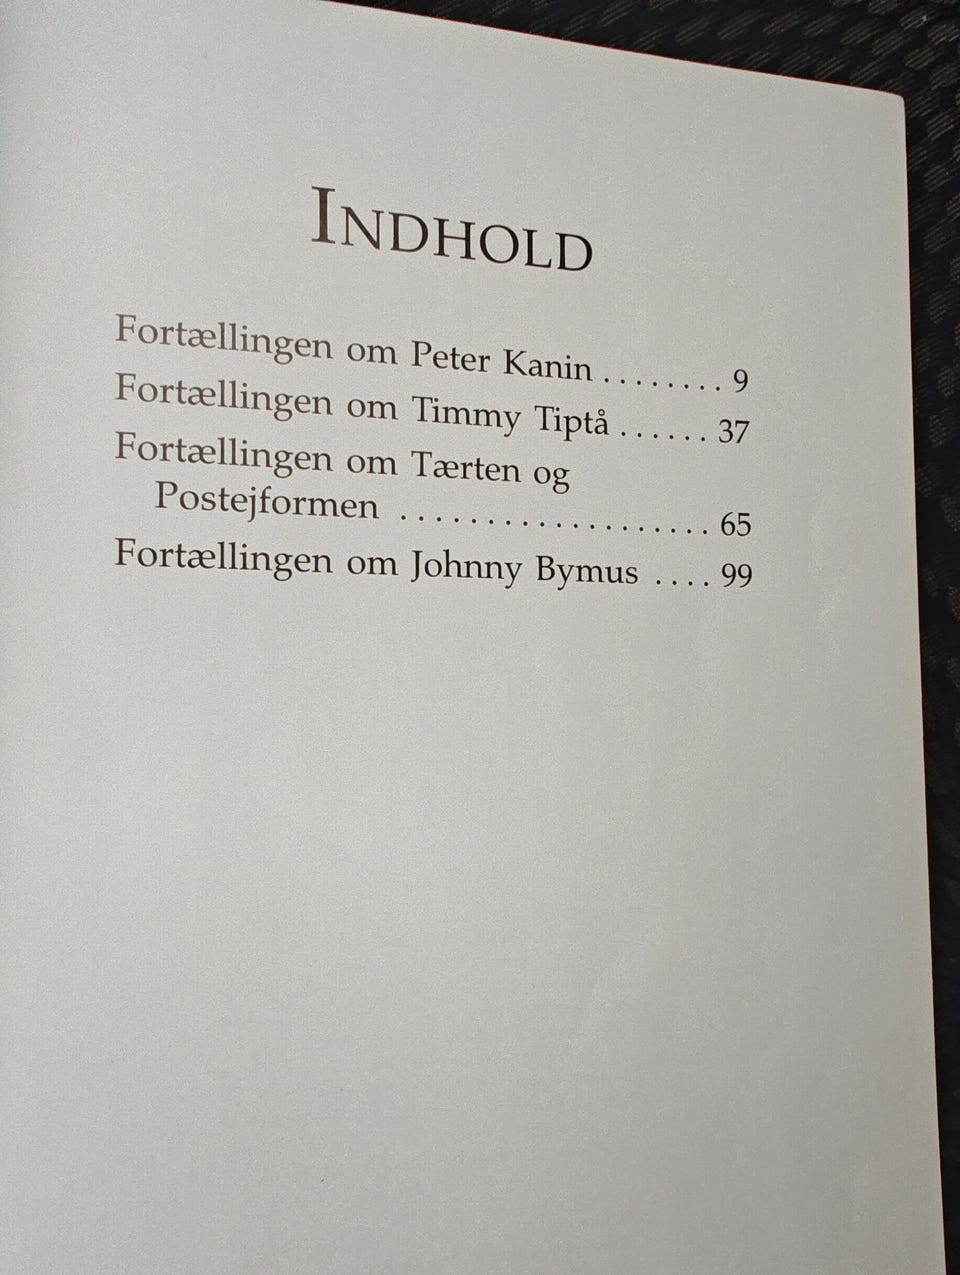 INDHOLD
Fortællingen om Peter Kanin ........ 9
Fortællingen om Timmy Tiptå ...... 37
Fortællingen om Tærten og
Postejformen ................... 65
Fortællingen om Johnny Bymus .... 99